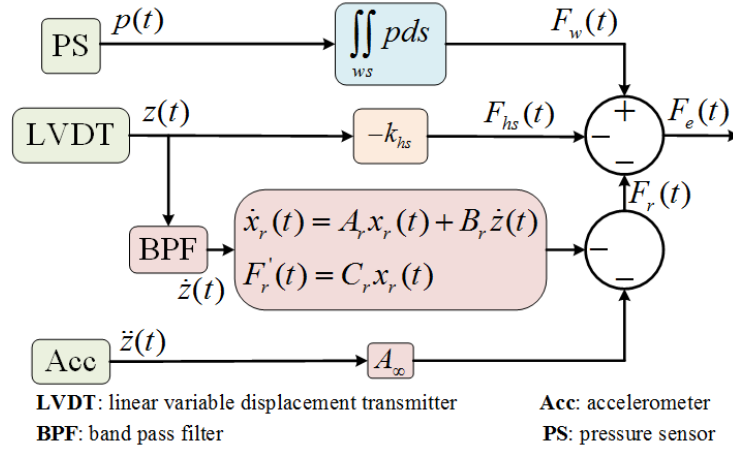 PS p(t) ∬ pds ws F_w(t)
LVDT z(t) −k_hs F_hs(t) + − − F_e(t)
F_r(t)
BPF ż(t) ẋ_r(t) = A_r x_r(t) + B_r ż(t)
F_r'(t) = C_r x_r(t) − −
Acc z̈(t) A_∞
LVDT: linear variable displacement transmitter Acc: accelerometer
BPF: band pass filter PS: pressure sensor